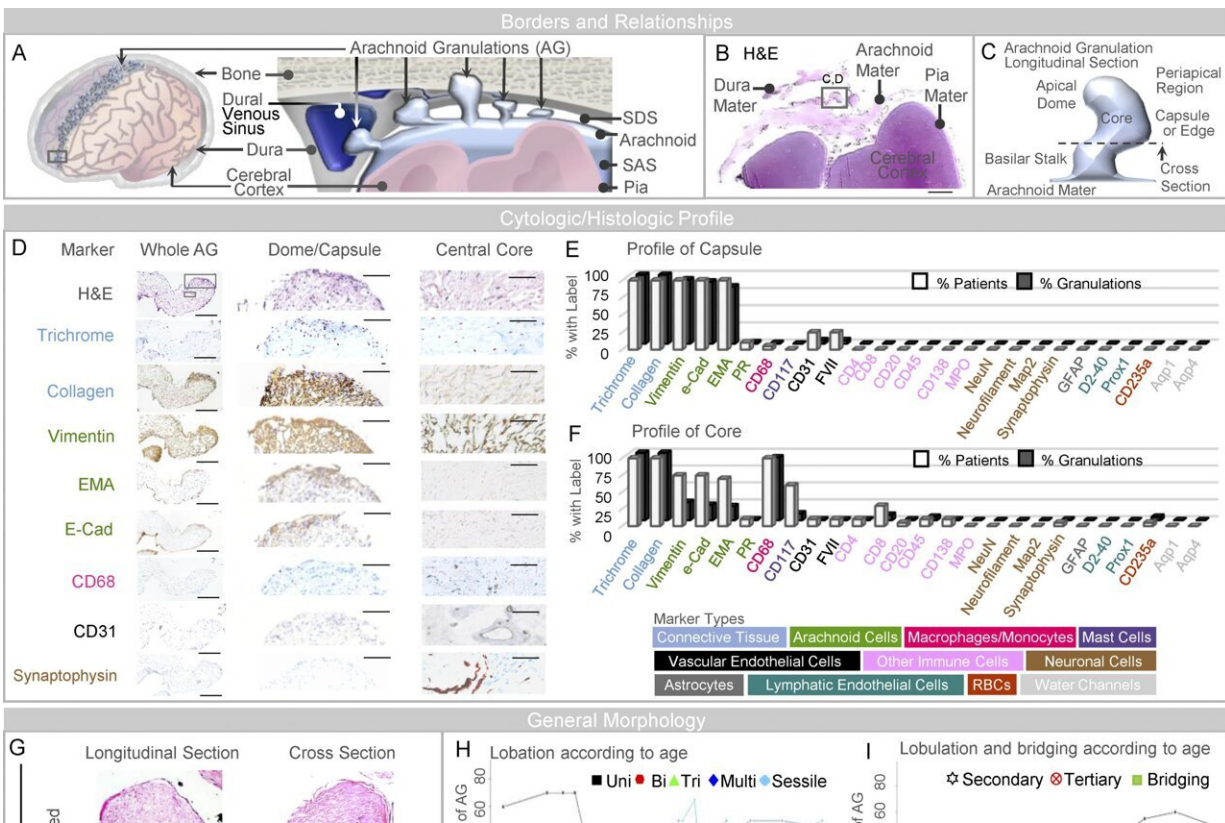 Borders and Relationships
A
Arachnoid Granulations (AG)
Bone
Dural
Venous
Sinus
Dura
Cerebral
Cortex
SDS
Arachnoid
SAS
Pia
B H&E
Arachnoid
Mater
Dura
Mater
C,D
Pia
Mater
Cerebral
Cortex
C Arachnoid Granulation
Longitudinal Section
Apical
Dome
Periapical
Region
Core
Capsule
or Edge
Basilar Stalk
Cross
Section
Arachnoid Mater
Cytologic/Histologic Profile
D Marker Whole AG Dome/Capsule Central Core
H&E
Trichrome
Collagen
Vimentin
EMA
E-Cad
CD68
CD31
Synaptophysin
E Profile of Capsule
% Patients % Granulations
% with Label
100
75
50
25
0
Trichrome
Collagen
Vimentin
e-Cad
EMA
PR
CD68
CD117
CD31
FVII
CD4
CD8
CD20
CD45
CD138
MPO
NeuN
Neurofilament
Map2
Synaptophysin
GFAP
D2-40
Prox1
CD235a
Aqp1
Aqp4
F Profile of Core
% Patients % Granulations
% with Label
100
75
50
25
0
Trichrome
Collagen
Vimentin
e-Cad
EMA
PR
CD68
CD117
CD31
FVII
CD4
CD8
CD20
CD45
CD138
MPO
NeuN
Neurofilament
Map2
Synaptophysin
GFAP
D2-40
Prox1
CD235a
Aqp1
Aqp4
Marker Types
Connective Tissue Arachnoid Cells Macrophages/Monocytes Mast Cells
Vascular Endothelial Cells Other Immune Cells Neuronal Cells
Astrocytes Lymphatic Endothelial Cells RBCs Water Channels
General Morphology
G Longitudinal Section Cross Section
H Lobation according to age
Uni Bi Tri Multi Sessile
80
60
of AG
I Lobulation and bridging according to age
Secondary Tertiary Bridging
80
60
of AG